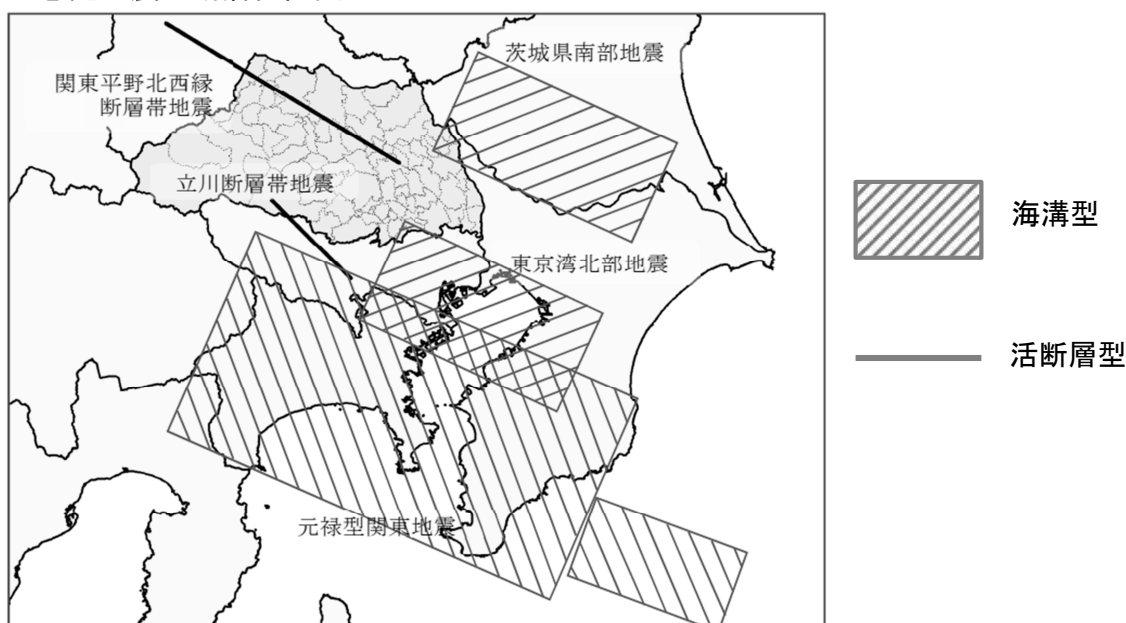 茨城県南部地震
関東平野北西縁
断層帯地震
立川断層帯地震
東京湾北部地震
元禄型関東地震
海溝型
活断層型